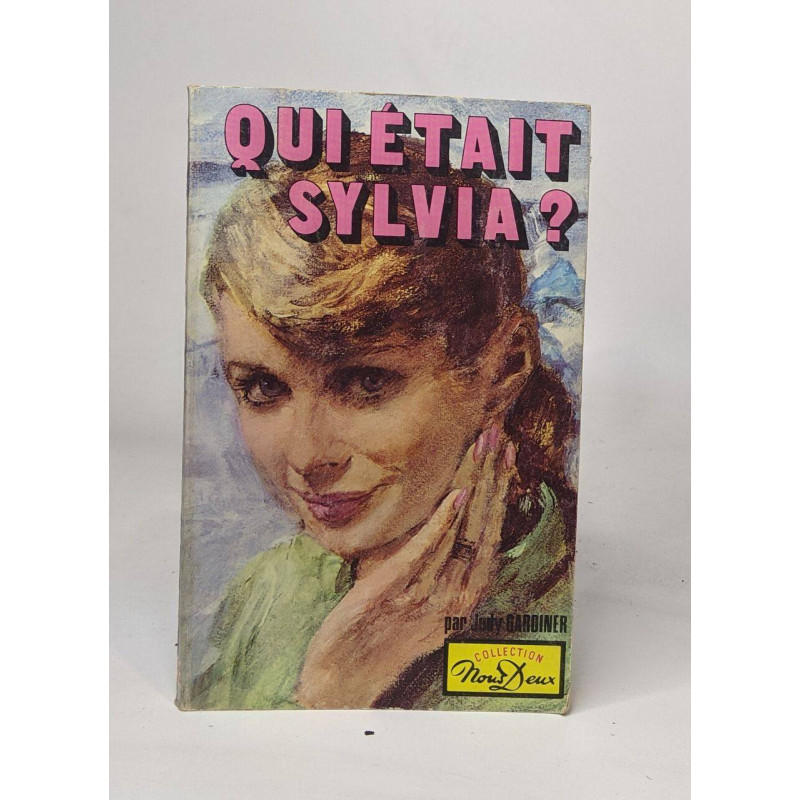 QUI ÉTAIT
SYLVIA ?
par Judy GARDINER
COLLECTION
Nous Deux